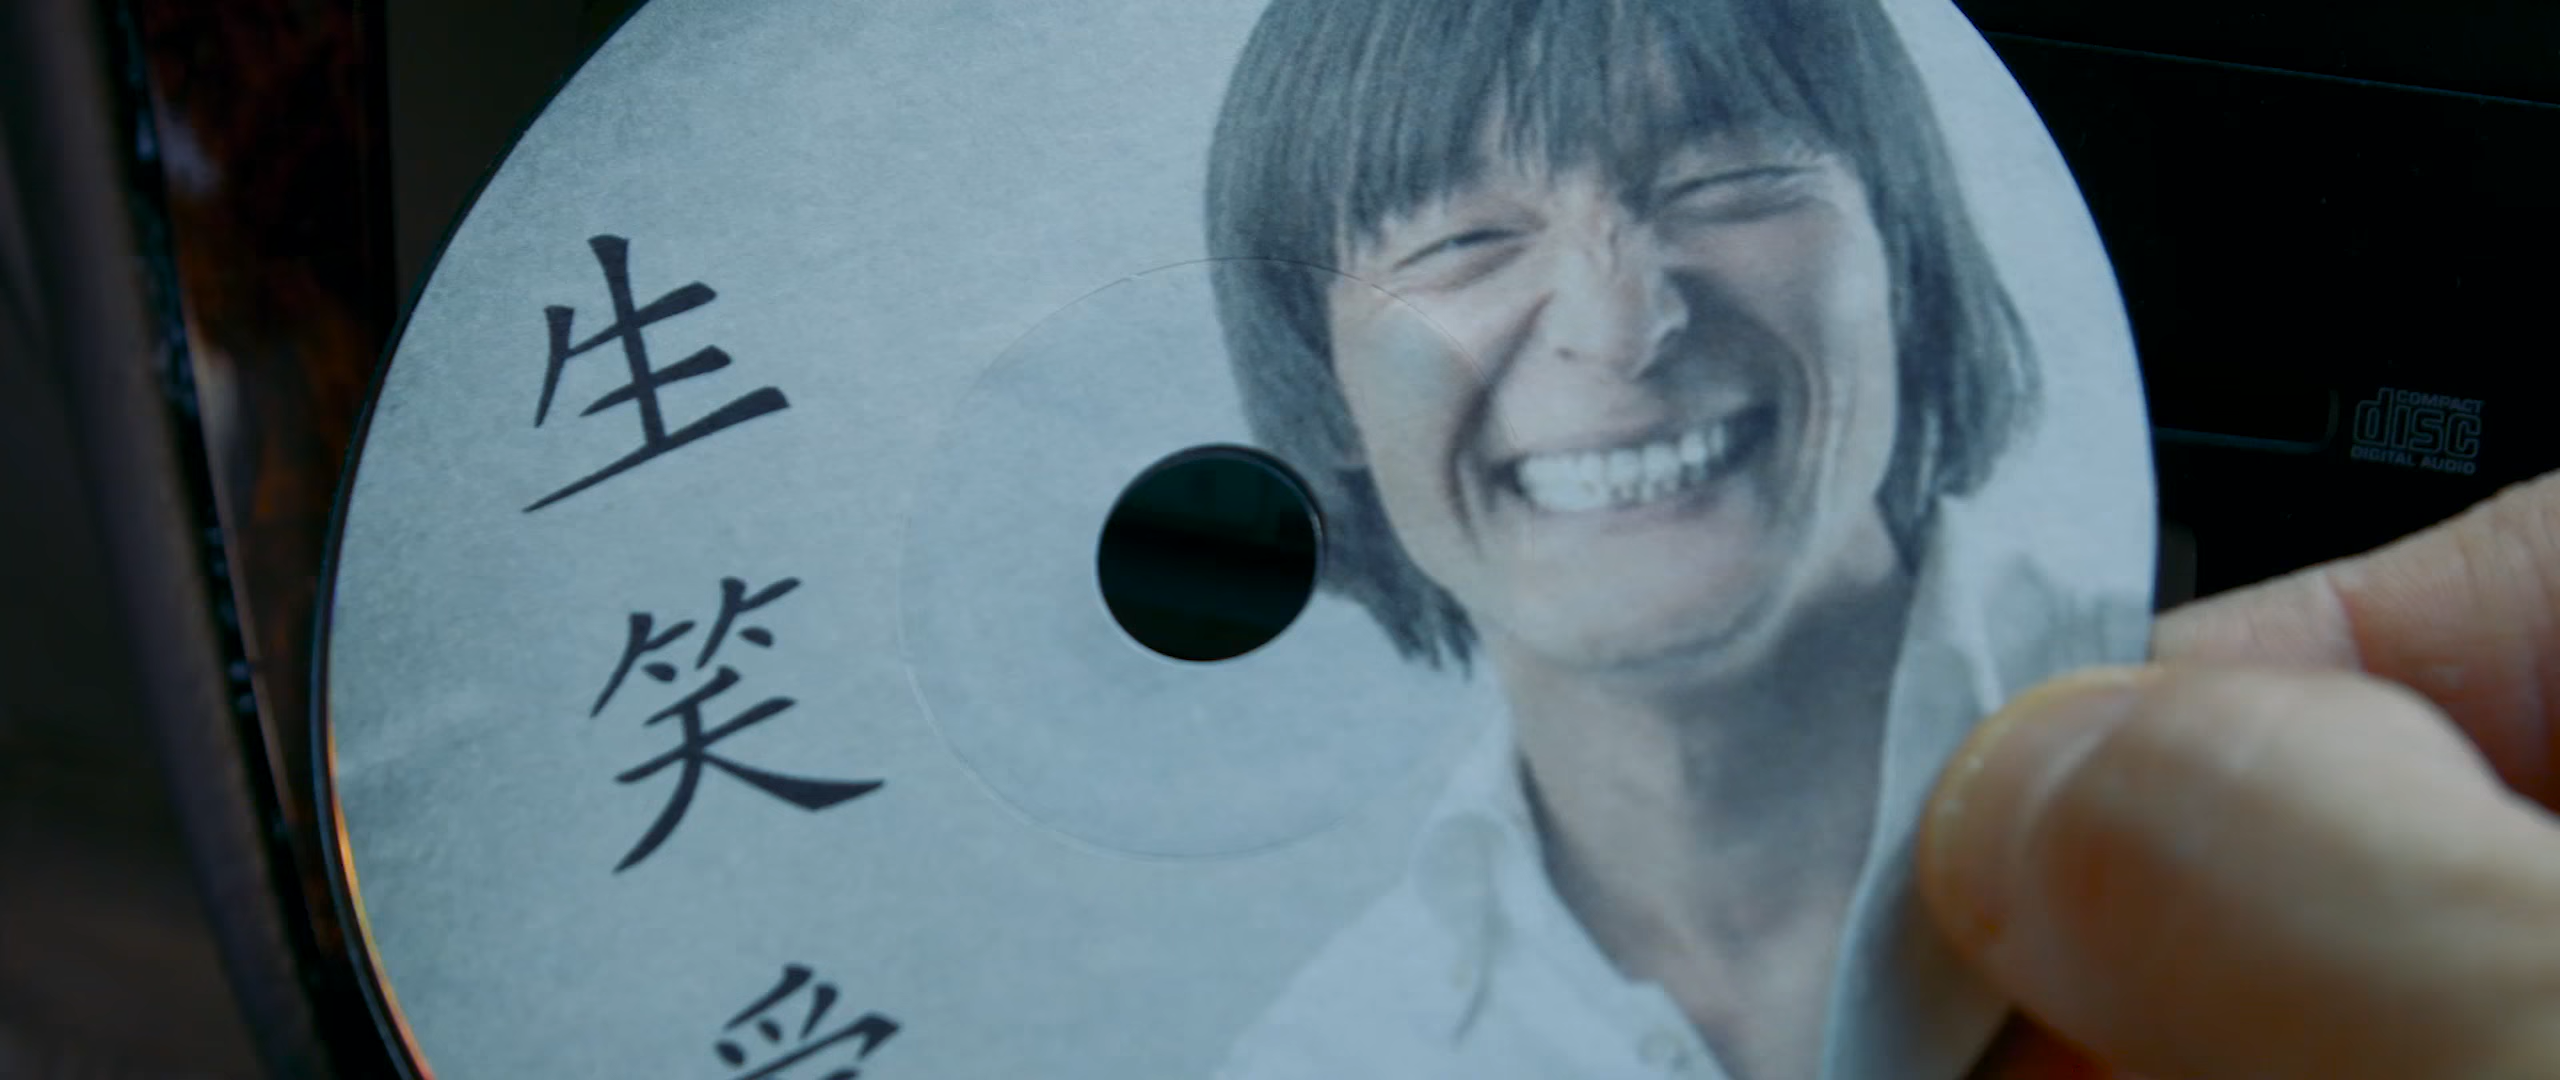 生
笑
COMPACT
disc
DIGITAL AUDIO